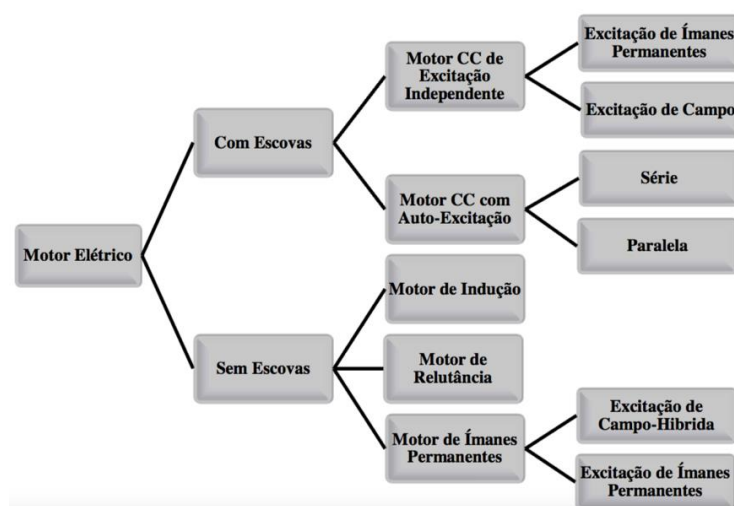 Motor Elétrico
Com Escovas
Motor CC de
Excitação
Independente
Excitação de Ímanes
Permanentes
Excitação de Campo
Motor CC com
Auto-Excitação
Série
Paralela
Sem Escovas
Motor de Indução
Motor de
Relutância
Motor de Ímanes
Permanentes
Excitação de
Campo-Hibrida
Excitação de Ímanes
Permanentes